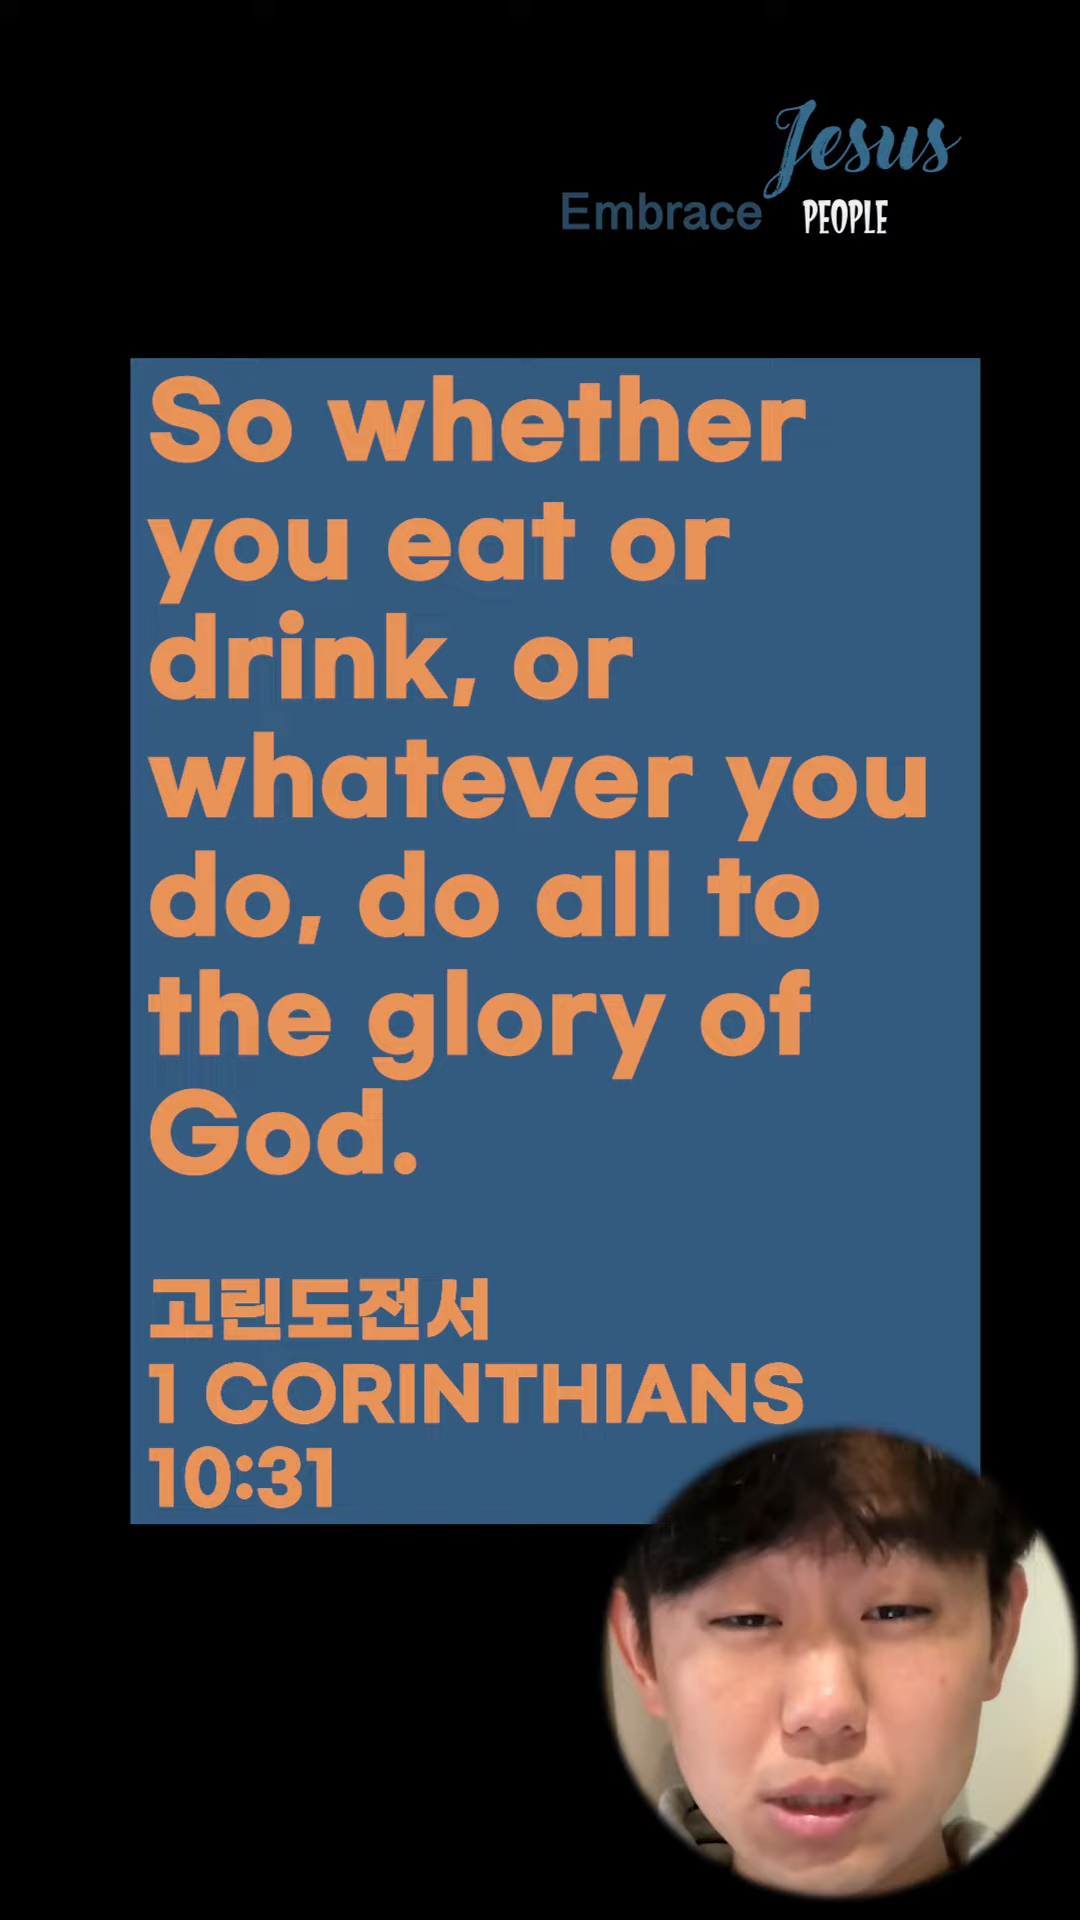 Jesus
Embrace PEOPLE
So whether
you eat or
drink, or
whatever you
do, do all to
the glory of
God.
고린도전서
1 CORINTHIANS
10:31